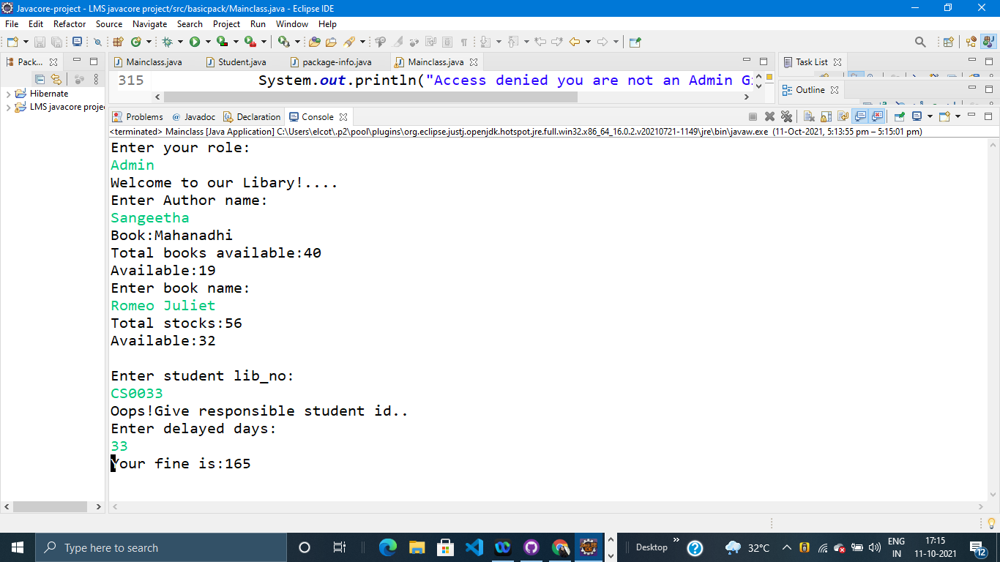 Javacore-project - LMS javacore project/src/basicpack/Mainclass.java - Eclipse IDE
File Edit Refactor Source Navigate Search Project Run Window Help
Pack... Mainclass.java Student.java package-info.java Mainclass.java Task List
315 System.out.println("Access denied you are not an Admin G
Outline
Hibernate
LMS javacore proje
Problems @ Javadoc Declaration Console
<terminated> Mainclass [Java Application] C:\Users\elcot\.p2\pool\plugins\org.eclipse.justj.openjdk.hotspot.jre.full.win32.x86_64_16.0.2.v20210721-1149\jre\bin\javaw.exe (11-Oct-2021, 5:13:55 pm – 5:15:01 pm)
Enter your role:
Admin
Welcome to our Libary!....
Enter Author name:
Sangeetha
Book:Mahanadhi
Total books available:40
Available:19
Enter book name:
Romeo Juliet
Total stocks:56
Available:32
Enter student lib_no:
CS0033
Oops!Give responsible student id..
Enter delayed days:
33
Your fine is:165
Type here to search
Desktop
32°C
ENG
IN
17:15
11-10-2021
12